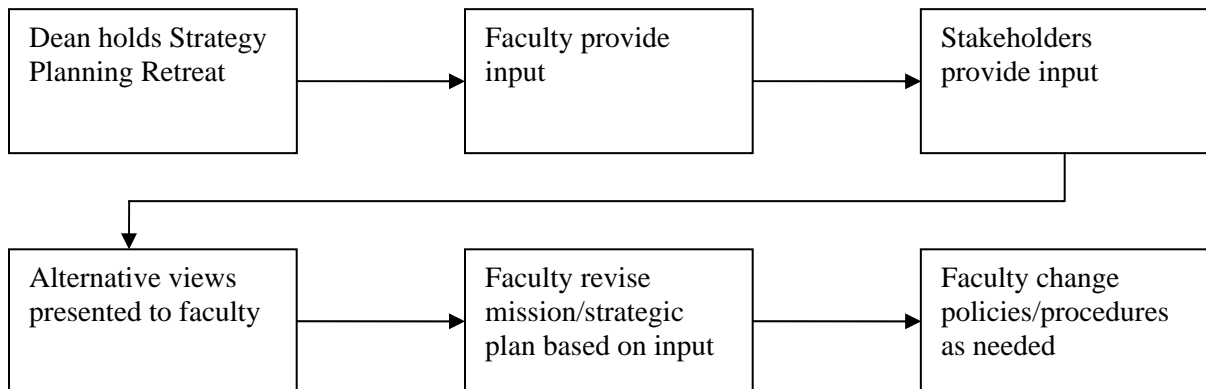 Dean holds Strategy
Planning Retreat
Faculty provide
input
Stakeholders
provide input
Alternative views
presented to faculty
Faculty revise
mission/strategic
plan based on input
Faculty change
policies/procedures
as needed